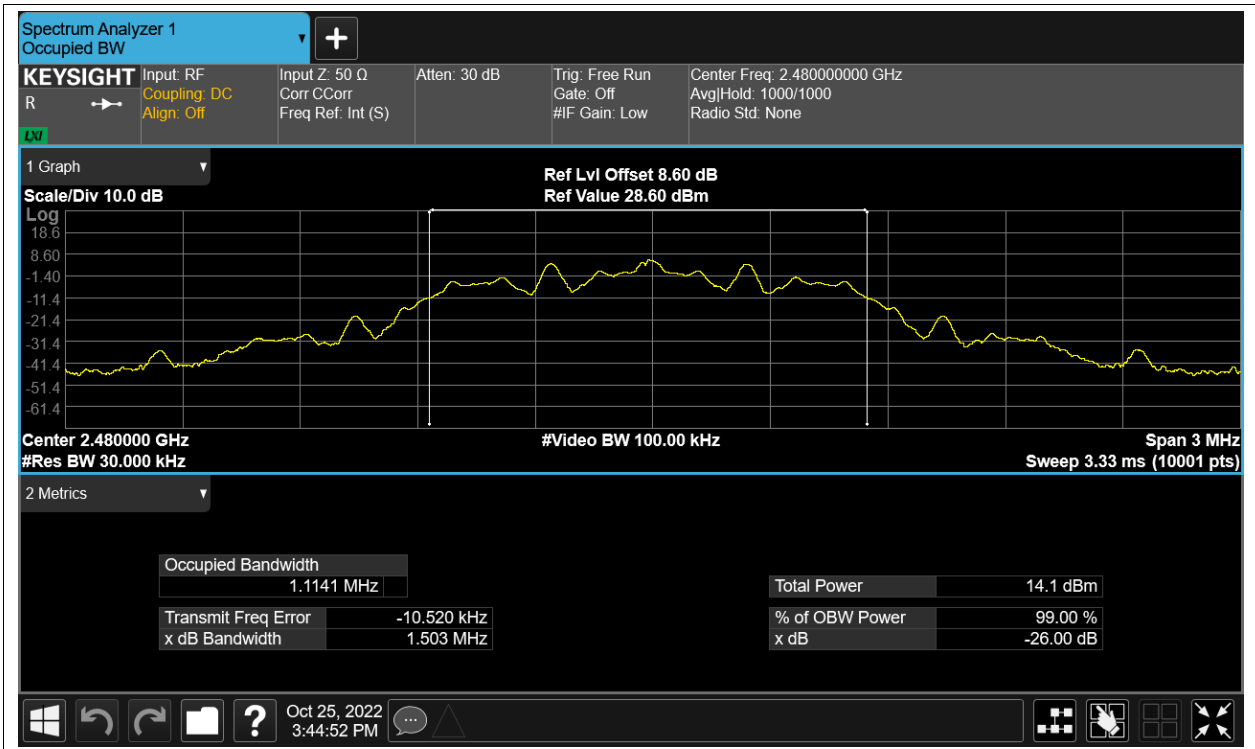 Spectrum Analyzer 1
Occupied BW
KEYSIGHT
R
LXI
Input: RF
Coupling: DC
Align: Off
Input Z: 50 Ω
Corr CCorr
Freq Ref: Int (S)
Atten: 30 dB
Trig: Free Run
Gate: Off
#IF Gain: Low
Center Freq: 2.480000000 GHz
Avg|Hold: 1000/1000
Radio Std: None
1 Graph
Scale/Div 10.0 dB
Ref Lvl Offset 8.60 dB
Ref Value 28.60 dBm
Log
18.6
8.60
-1.40
-11.4
-21.4
-31.4
-41.4
-51.4
-61.4
Center 2.480000 GHz
#Res BW 30.000 kHz
#Video BW 100.00 kHz
Span 3 MHz
Sweep 3.33 ms (10001 pts)
2 Metrics
Occupied Bandwidth
1.1141 MHz
Transmit Freq Error -10.520 kHz
x dB Bandwidth 1.503 MHz
Total Power 14.1 dBm
% of OBW Power 99.00 %
x dB -26.00 dB
?
Oct 25, 2022
3:44:52 PM